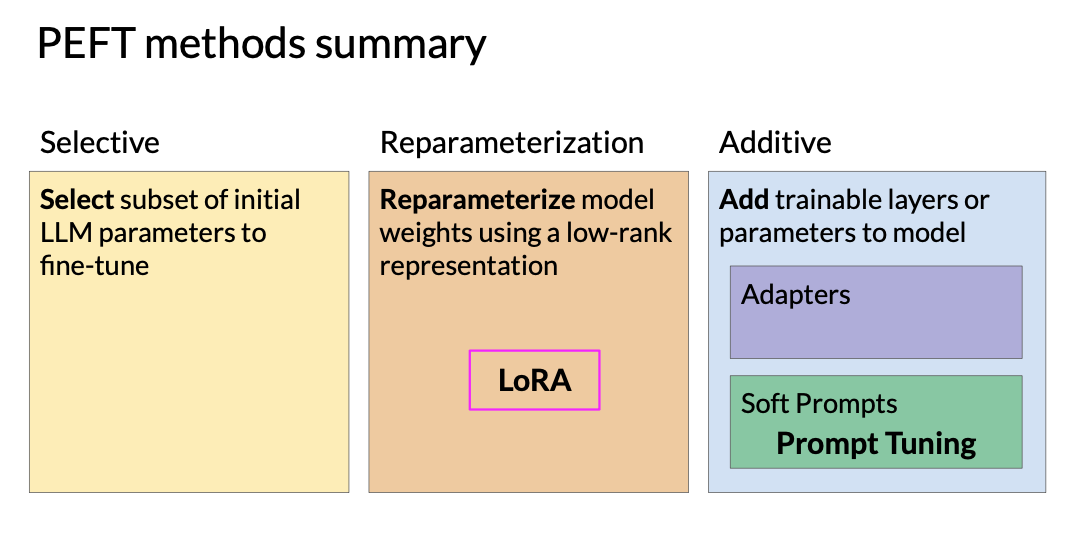 PEFT methods summary
Selective
Select subset of initial
LLM parameters to
fine-tune
Reparameterization
Reparameterize model
weights using a low-rank
representation
LoRA
Additive
Add trainable layers or
parameters to model
Adapters
Soft Prompts
Prompt Tuning